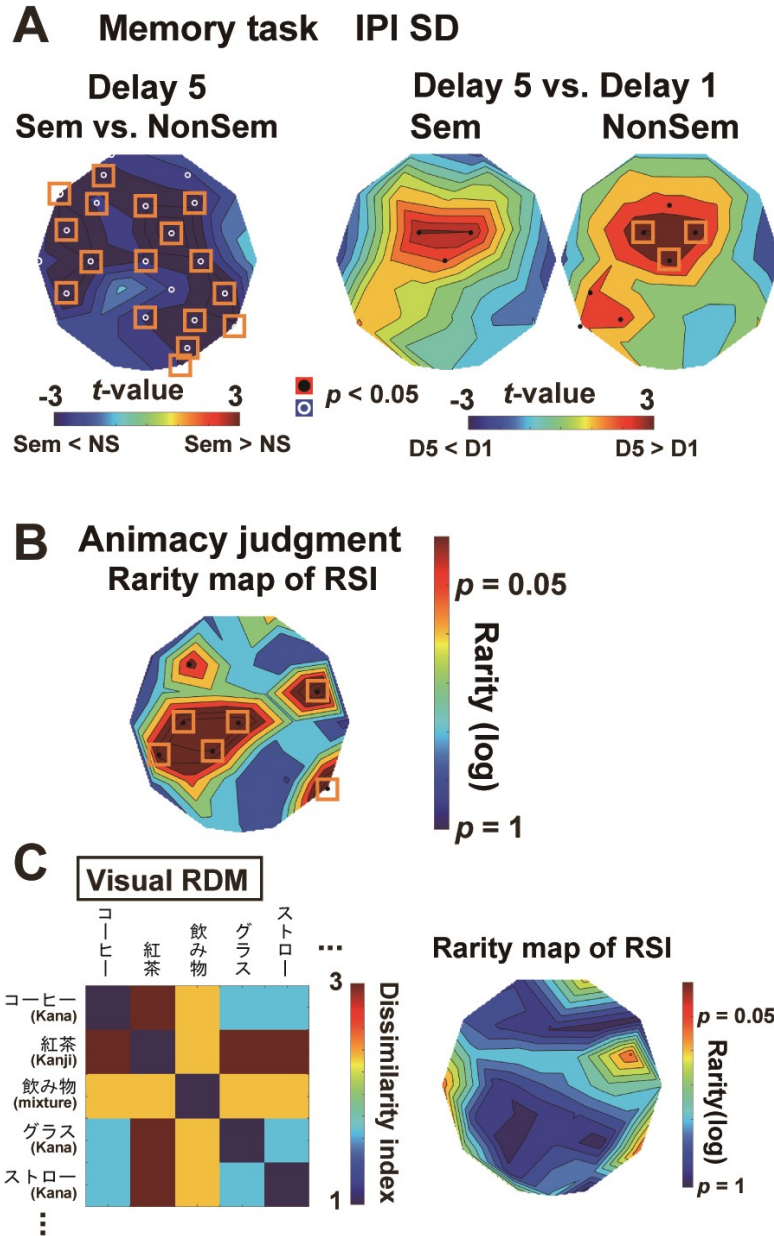 A Memory task IPI SD
Delay 5
Sem vs. NonSem
Delay 5 vs. Delay 1
Sem NonSem
-3 t-value 3
Sem < NS Sem > NS
p < 0.05
-3 t-value 3
D5 < D1 D5 > D1
B Animacy judgment
Rarity map of RSI
p = 0.05
Rarity (log)
p = 1
C
Visual RDM
コーヒー 紅茶 飲み物 グラス ストロー ...
コーヒー
(Kana)
紅茶
(Kanji)
飲み物
(mixture)
グラス
(Kana)
ストロー
(Kana)
⋮
3
Dissimilarity index
1
Rarity map of RSI
p = 0.05
Rarity(log)
p = 1